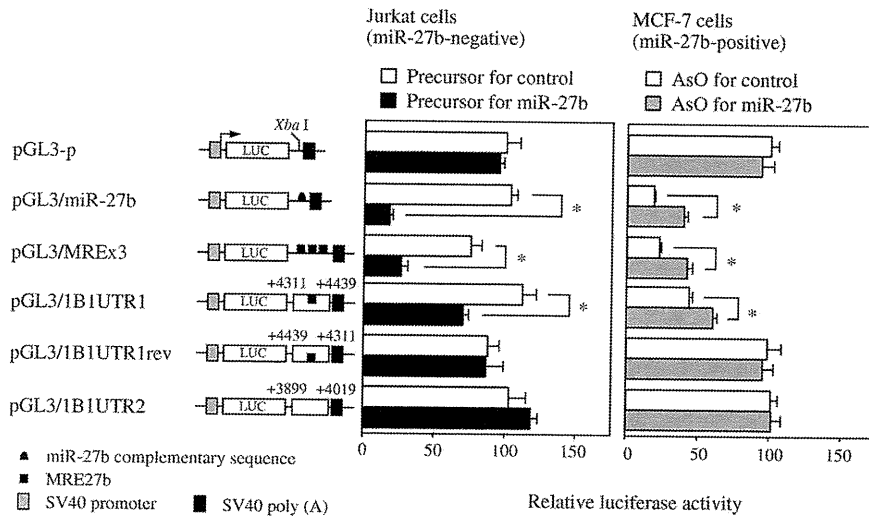 Jurkat cells
(miR-27b-negative)
MCF-7 cells
(miR-27b-positive)
Precursor for control
Precursor for miR-27b
AsO for control
AsO for miR-27b
Xba I
pGL3-p
LUC
pGL3/miR-27b
LUC
*
*
pGL3/MREx3
LUC
*
*
+4311 +4439
pGL3/1B1UTR1
LUC
*
*
+4439 +4311
pGL3/1B1UTR1rev
LUC
+3899 +4019
pGL3/1B1UTR2
LUC
0 50 100 150
0 50 100 150
miR-27b complementary sequence
MRE27b
SV40 promoter
SV40 poly (A)
Relative luciferase activity